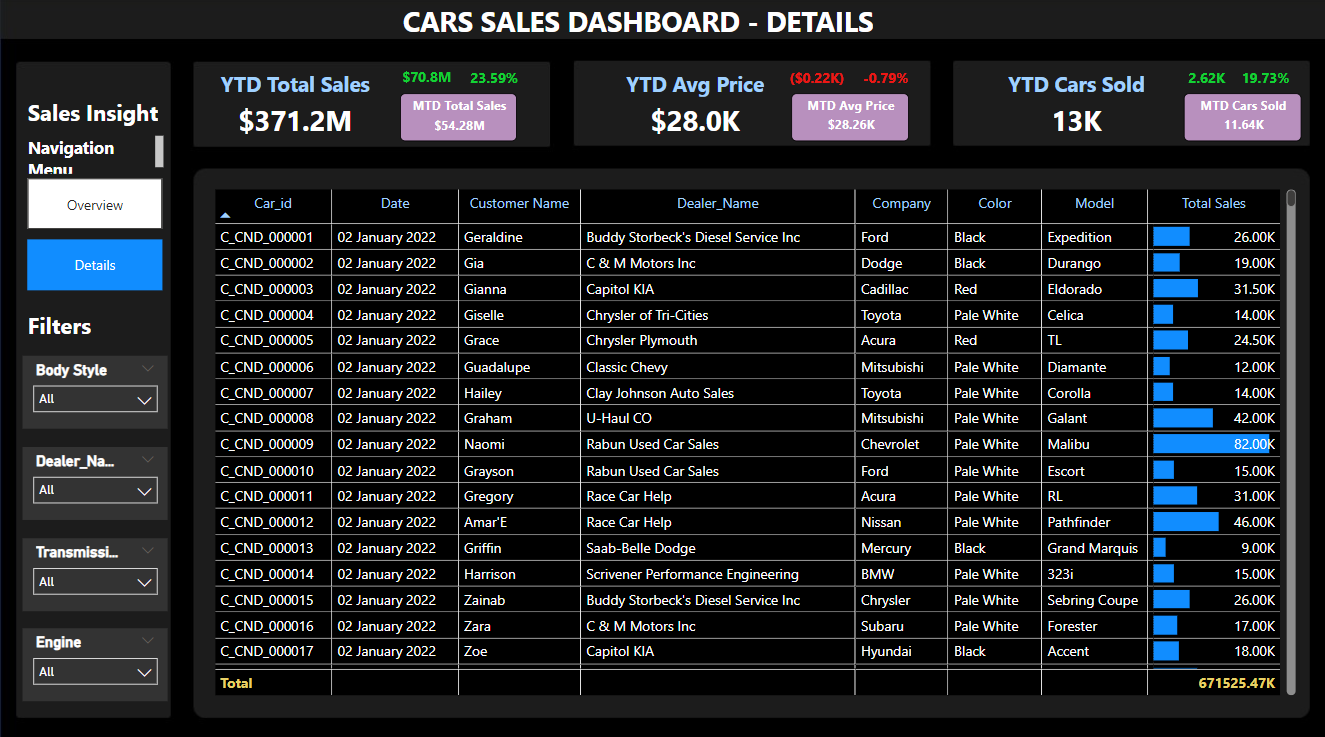 CARS SALES DASHBOARD - DETAILS
Sales Insight
Navigation
Menu
Overview
Details
Filters
Body Style
All
Dealer_Na...
All
Transmissi...
All
Engine
All
YTD Total Sales
$371.2M
$70.8M 23.59%
MTD Total Sales
$54.28M
YTD Avg Price
$28.0K
($0.22K) -0.79%
MTD Avg Price
$28.26K
YTD Cars Sold
13K
2.62K 19.73%
MTD Cars Sold
11.64K
Car_id Date Customer Name Dealer_Name Company Color Model Total Sales
C_CND_000001 02 January 2022 Geraldine Buddy Storbeck's Diesel Service Inc Ford Black Expedition 26.00K
C_CND_000002 02 January 2022 Gia C & M Motors Inc Dodge Black Durango 19.00K
C_CND_000003 02 January 2022 Gianna Capitol KIA Cadillac Red Eldorado 31.50K
C_CND_000004 02 January 2022 Giselle Chrysler of Tri-Cities Toyota Pale White Celica 14.00K
C_CND_000005 02 January 2022 Grace Chrysler Plymouth Acura Red TL 24.50K
C_CND_000006 02 January 2022 Guadalupe Classic Chevy Mitsubishi Pale White Diamante 12.00K
C_CND_000007 02 January 2022 Hailey Clay Johnson Auto Sales Toyota Pale White Corolla 14.00K
C_CND_000008 02 January 2022 Graham U-Haul CO Mitsubishi Pale White Galant 42.00K
C_CND_000009 02 January 2022 Naomi Rabun Used Car Sales Chevrolet Pale White Malibu 82.00K
C_CND_000010 02 January 2022 Grayson Rabun Used Car Sales Ford Pale White Escort 15.00K
C_CND_000011 02 January 2022 Gregory Race Car Help Acura Pale White RL 31.00K
C_CND_000012 02 January 2022 Amar'E Race Car Help Nissan Pale White Pathfinder 46.00K
C_CND_000013 02 January 2022 Griffin Saab-Belle Dodge Mercury Black Grand Marquis 9.00K
C_CND_000014 02 January 2022 Harrison Scrivener Performance Engineering BMW Pale White 323i 15.00K
C_CND_000015 02 January 2022 Zainab Buddy Storbeck's Diesel Service Inc Chrysler Pale White Sebring Coupe 26.00K
C_CND_000016 02 January 2022 Zara C & M Motors Inc Subaru Pale White Forester 17.00K
C_CND_000017 02 January 2022 Zoe Capitol KIA Hyundai Black Accent 18.00K
Total 671525.47K